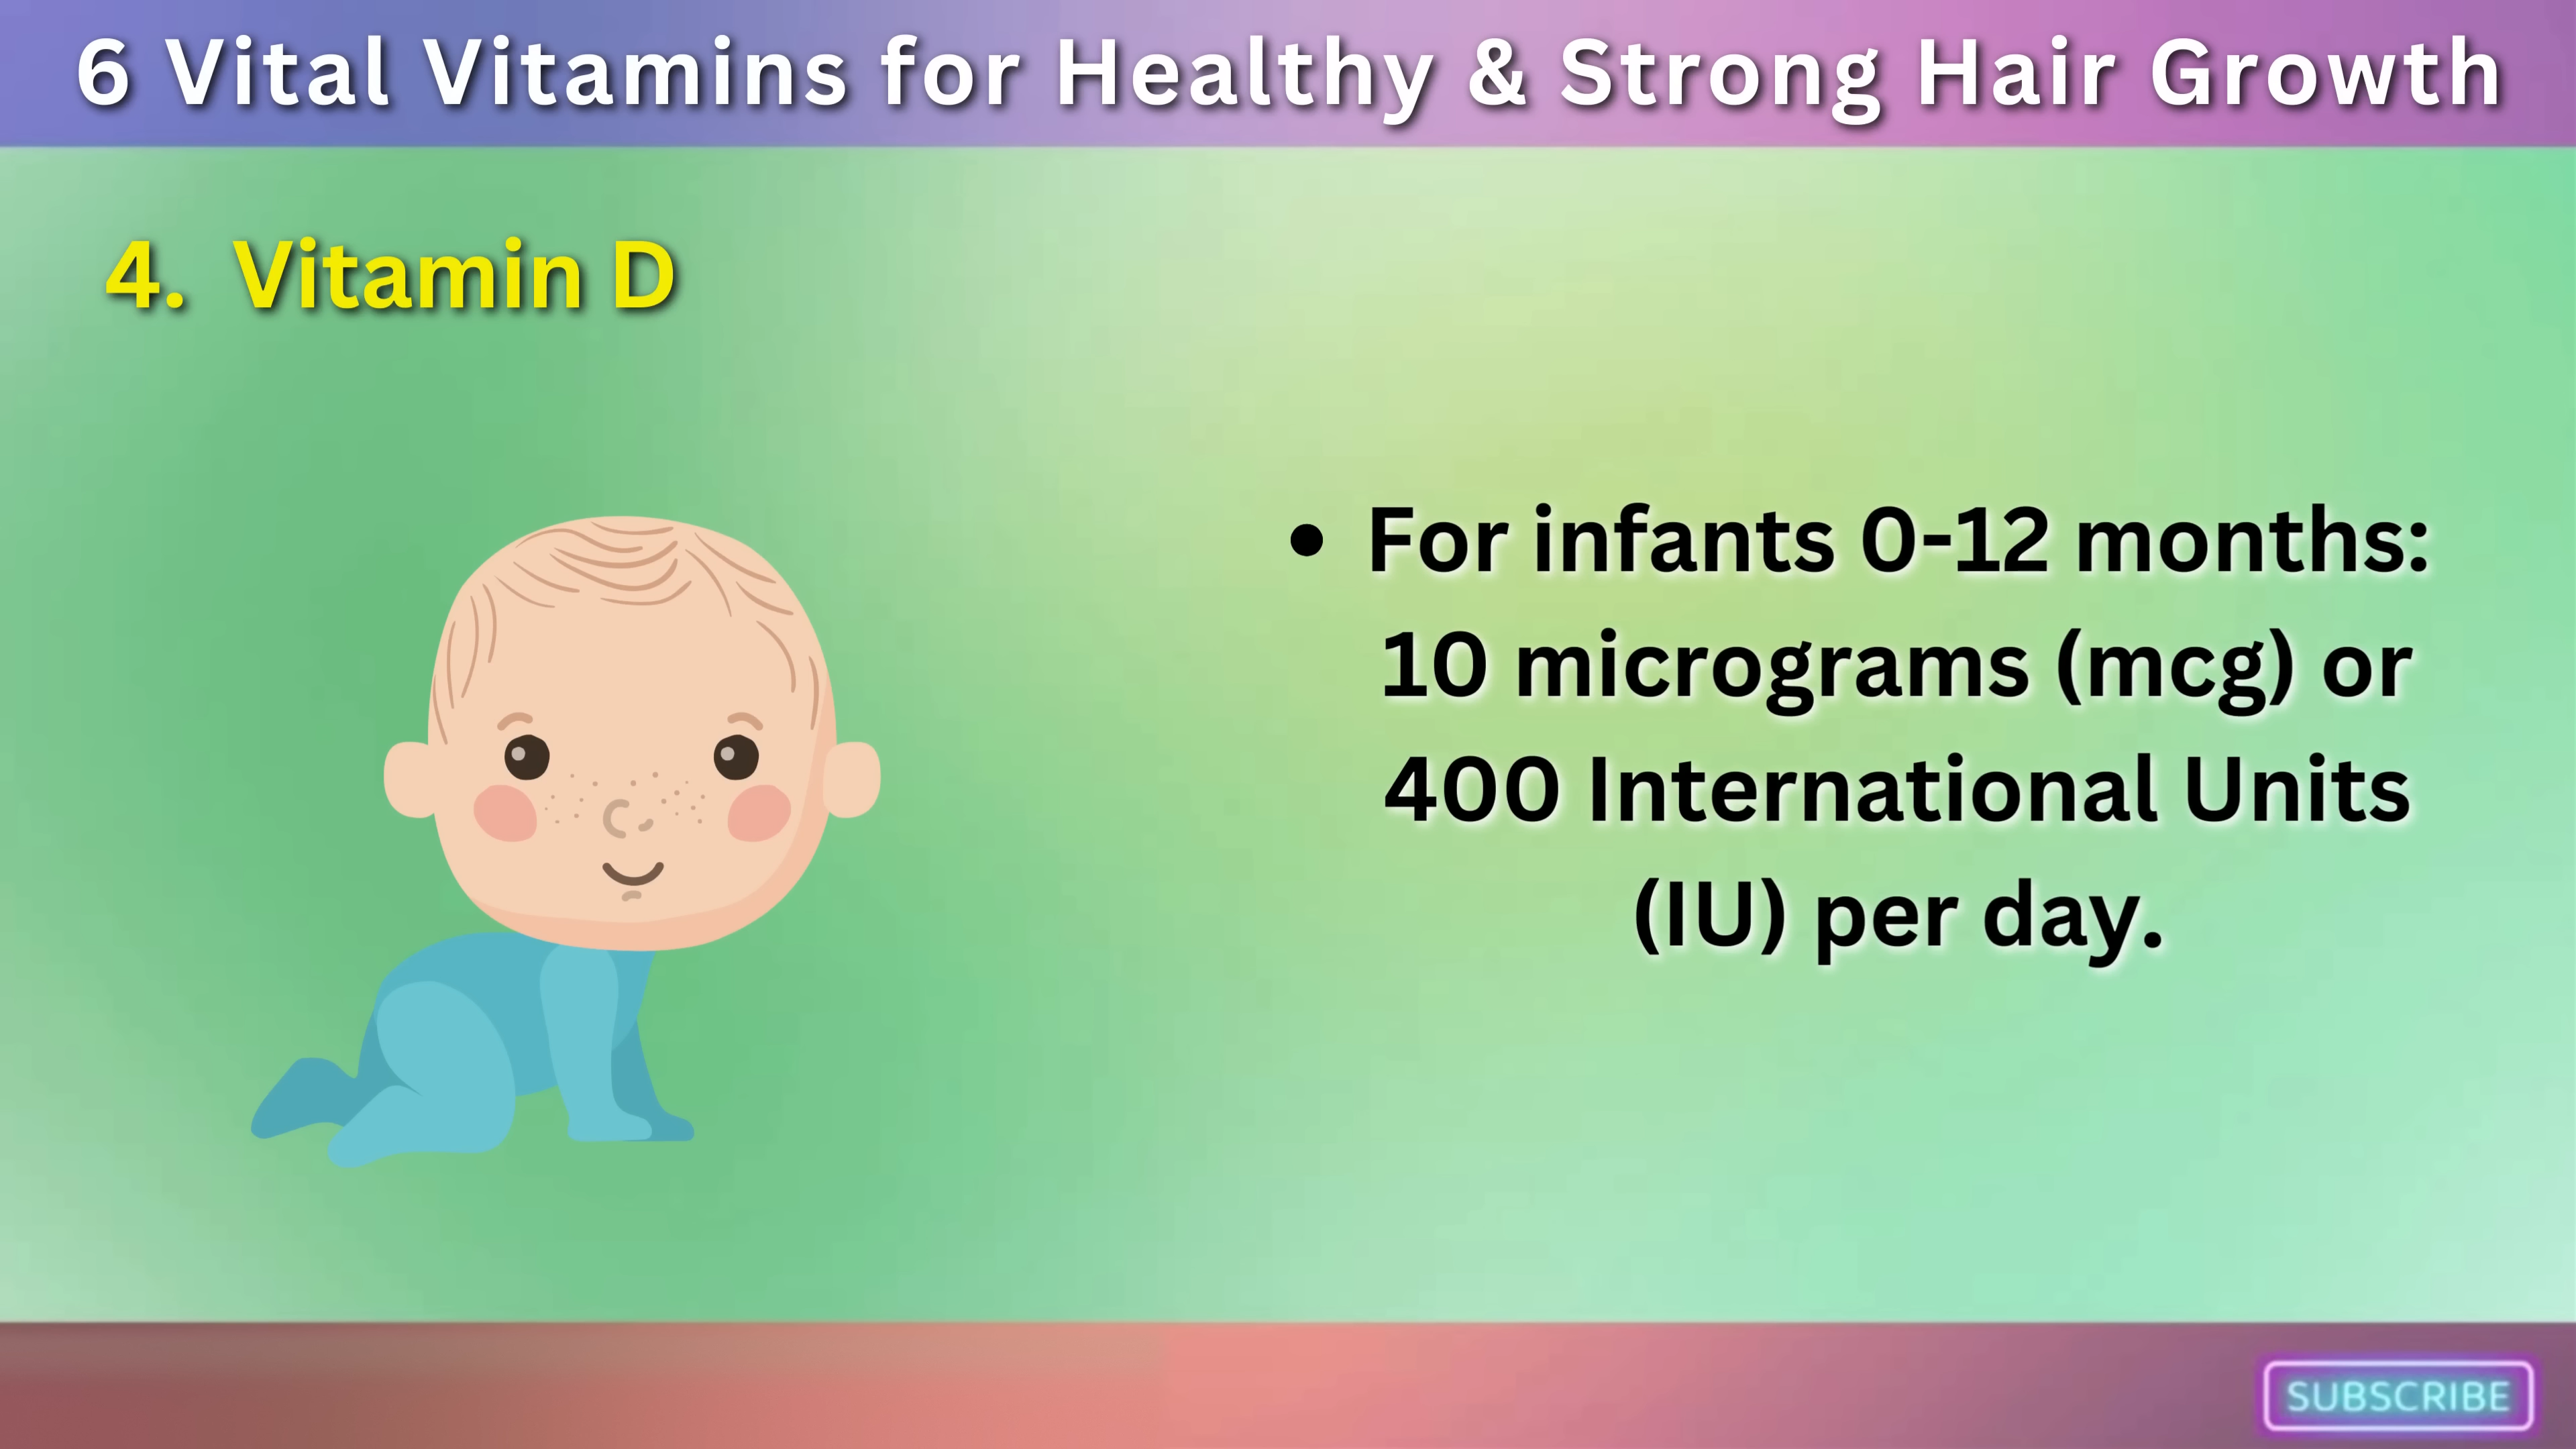 6 Vital Vitamins for Healthy & Strong Hair Growth
4. Vitamin D
• For infants 0-12 months:
10 micrograms (mcg) or
400 International Units
(IU) per day.
SUBSCRIBE